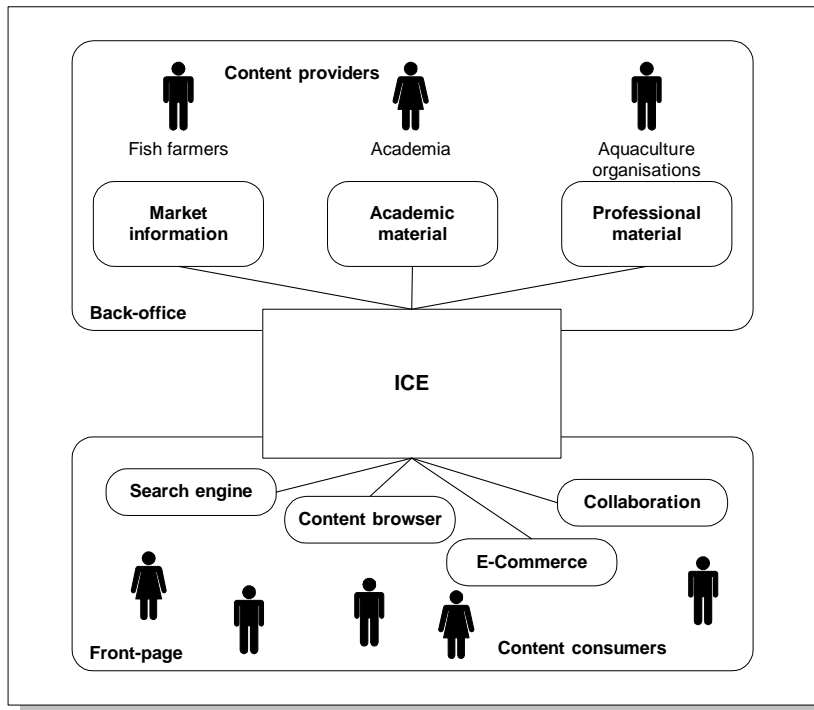 Content providers
Fish farmers
Academia
Aquaculture
organisations
Market
information
Academic
material
Professional
material
Back-office
ICE
Search engine
Content browser
Collaboration
E-Commerce
Front-page
Content consumers